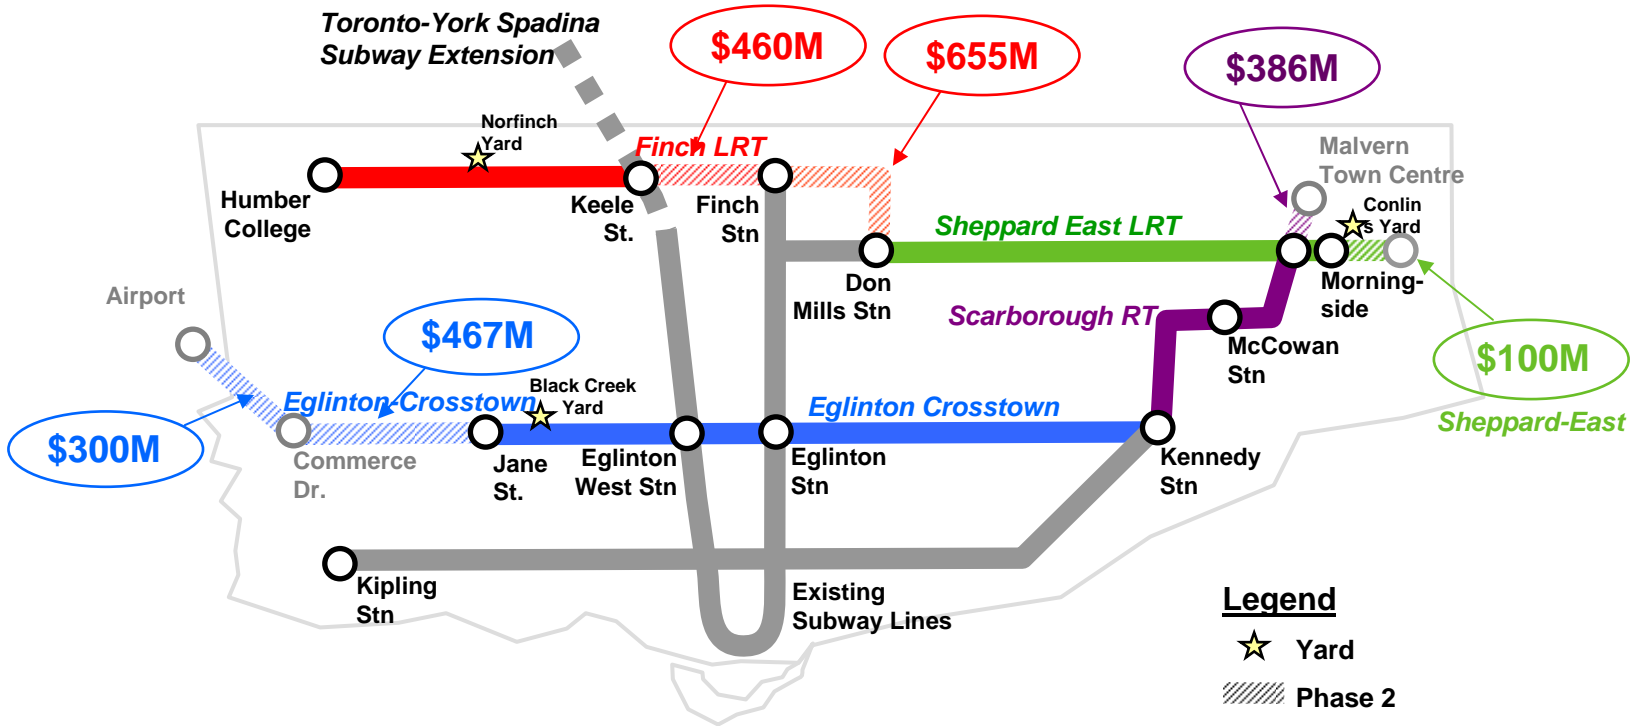 Toronto-York Spadina
Subway Extension
$460M
$655M
$386M
Norfinch
Yard
Finch LRT
Malvern
Town Centre
Humber
College
Keele
St.
Finch
Stn
Sheppard East LRT
Conlin
s Yard
Don
Mills Stn
Morning-
side
Airport
Scarborough RT
McCowan
Stn
$467M
$100M
Sheppard-East
Black Creek
Yard
Eglinton-Crosstown
Eglinton Crosstown
$300M
Commerce
Dr.
Jane
St.
Eglinton
West Stn
Eglinton
Stn
Kennedy
Stn
Kipling
Stn
Existing
Subway Lines
Legend
Yard
Phase 2